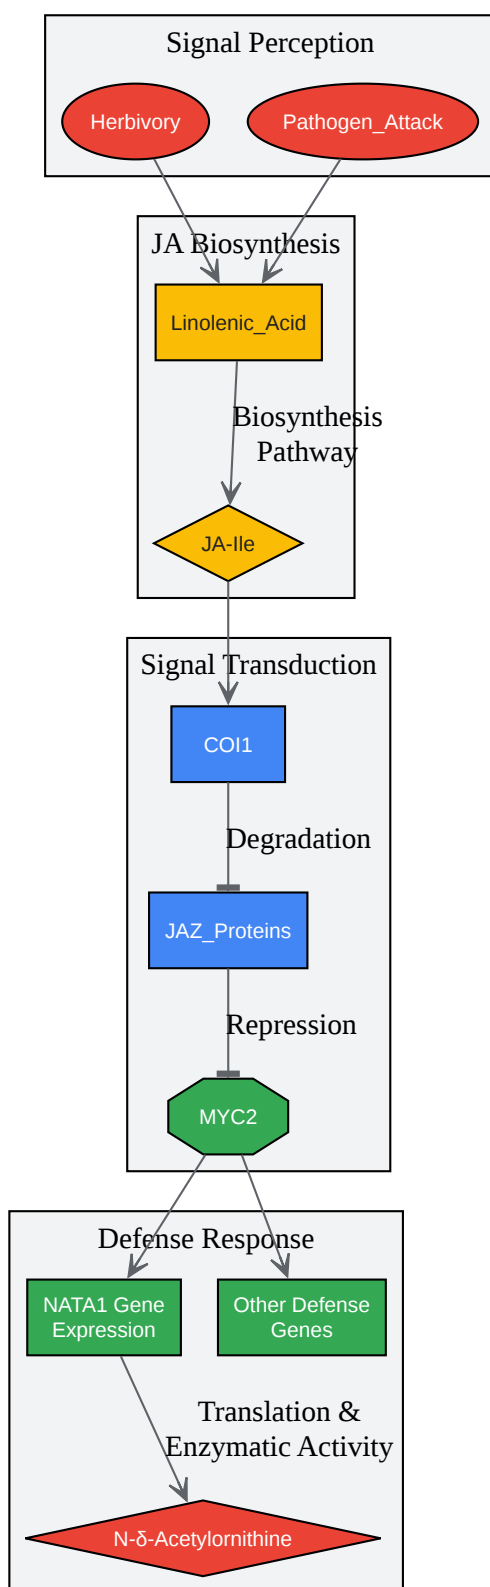 Signal Perception
Herbivory
Pathogen_Attack
JA Biosynthesis
Linolenic_Acid
Biosynthesis
Pathway
JA-Ile
Signal Transduction
COI1
Degradation
JAZ_Proteins
Repression
MYC2
Defense Response
NATA1 Gene
Expression
Other Defense
Genes
Translation &
Enzymatic Activity
N-δ-Acetylornithine